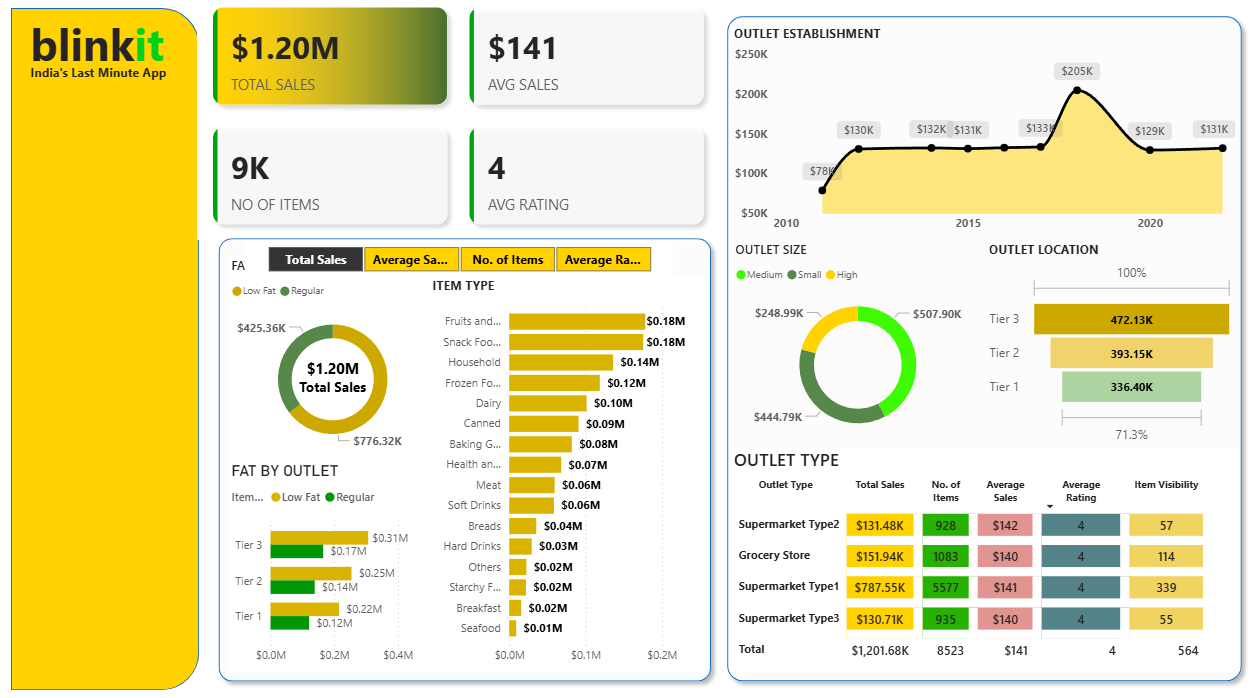 blinkit
India's Last Minute App
$1.20M
TOTAL SALES
$141
AVG SALES
9K
NO OF ITEMS
4
AVG RATING
FA
Total Sales
Average Sa...
No. of Items
Average Ra...
Low Fat
Regular
$425.36K
$1.20M
Total Sales
$776.32K
FAT BY OUTLET
Item...
Low Fat
Regular
Tier 3
$0.31M
$0.17M
Tier 2
$0.25M
$0.14M
Tier 1
$0.22M
$0.12M
$0.0M $0.2M $0.4M
ITEM TYPE
Fruits and... $0.18M
Snack Foo... $0.18M
Household $0.14M
Frozen Fo... $0.12M
Dairy $0.10M
Canned $0.09M
Baking G... $0.08M
Health an... $0.07M
Meat $0.06M
Soft Drinks $0.06M
Breads $0.04M
Hard Drinks $0.03M
Others $0.02M
Starchy F... $0.02M
Breakfast $0.02M
Seafood $0.01M
$0.0M $0.1M $0.2M
OUTLET ESTABLISHMENT
$250K
$200K
$150K
$100K
$50K
$78K
$130K
$132K
$131K
$133K
$205K
$129K
$131K
2010 2015 2020
OUTLET SIZE
Medium
Small
High
$248.99K
$507.90K
$444.79K
OUTLET LOCATION
100%
Tier 3 472.13K
Tier 2 393.15K
Tier 1 336.40K
71.3%
OUTLET TYPE
Outlet Type Total Sales No. of Items Average Sales Average Rating Item Visibility
Supermarket Type2 $131.48K 928 $142 4 57
Grocery Store $151.94K 1083 $140 4 114
Supermarket Type1 $787.55K 5577 $141 4 339
Supermarket Type3 $130.71K 935 $140 4 55
Total $1,201.68K 8523 $141 4 564